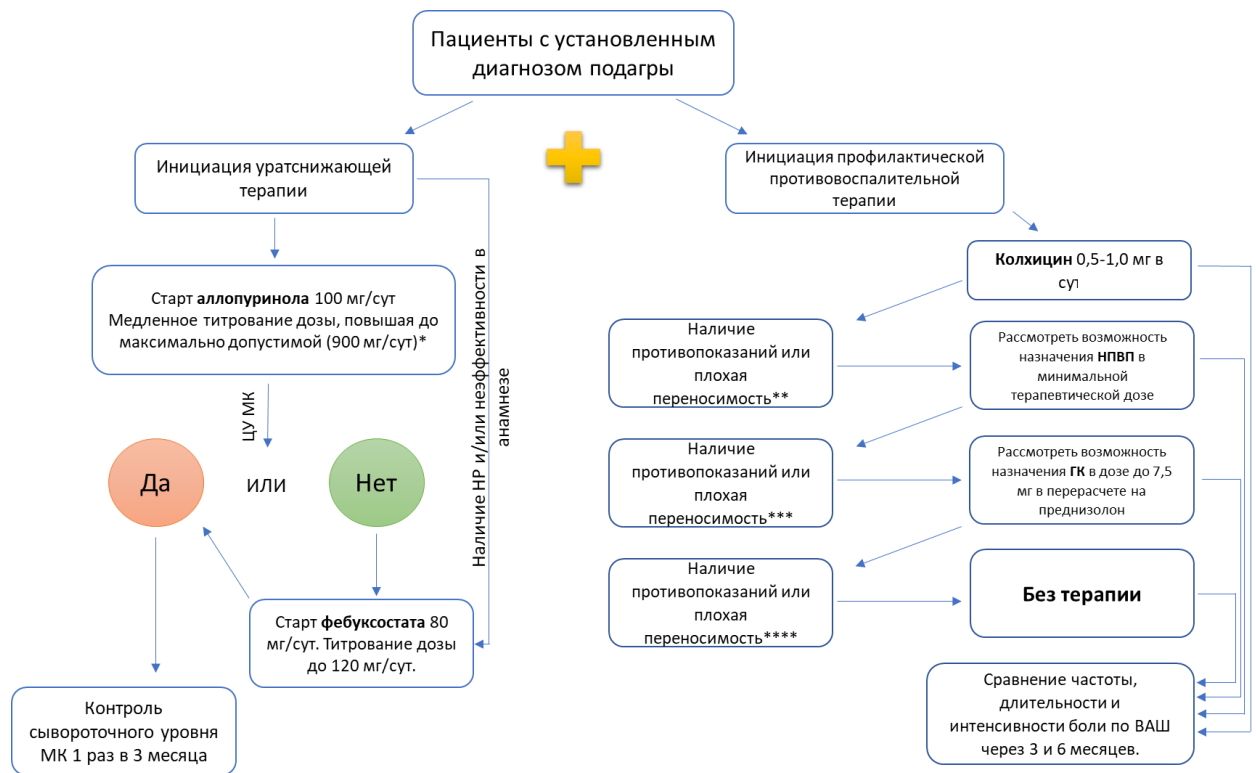 Пациенты с установленным
диагнозом подагры
Инициация уратснижающей
терапии
Инициация профилактической
противовоспалительной
терапии
Старт аллопуринола 100 мг/сут
Медленное титрование дозы, повышая до
максимально допустимой (900 мг/сут)*
ЦУ МК
Да
или
Нет
Наличие НР и/или неэффективности в
анамнезе
Старт фебуксостата 80
мг/сут. Титрование дозы
до 120 мг/сут.
Контроль
сывороточного уровня
МК 1 раз в 3 месяца
Колхицин 0,5-1,0 мг в
сут
Наличие
противопоказаний или
плохая
переносимость**
Рассмотреть возможность
назначения НПВП в
минимальной
терапевтической дозе
Наличие
противопоказаний или
плохая
переносимость***
Рассмотреть возможность
назначения ГК в дозе до 7,5
мг в перерасчете на
преднизолон
Наличие
противопоказаний или
плохая
переносимость****
Без терапии
Сравнение частоты,
длительности и
интенсивности боли по ВАШ
через 3 и 6 месяцев.